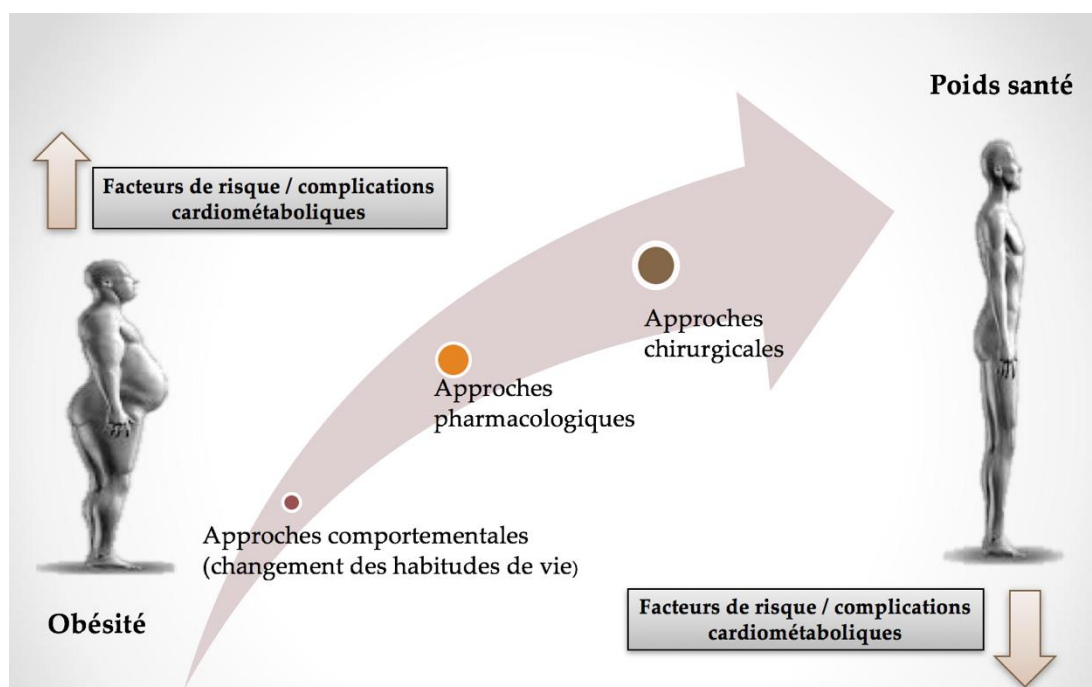 Poids santé
Facteurs de risque / complications
cardiométaboliques
Approches
chirurgicales
Approches
pharmacologiques
Approches comportementales
(changement des habitudes de vie)
Obésité
Facteurs de risque / complications
cardiométaboliques